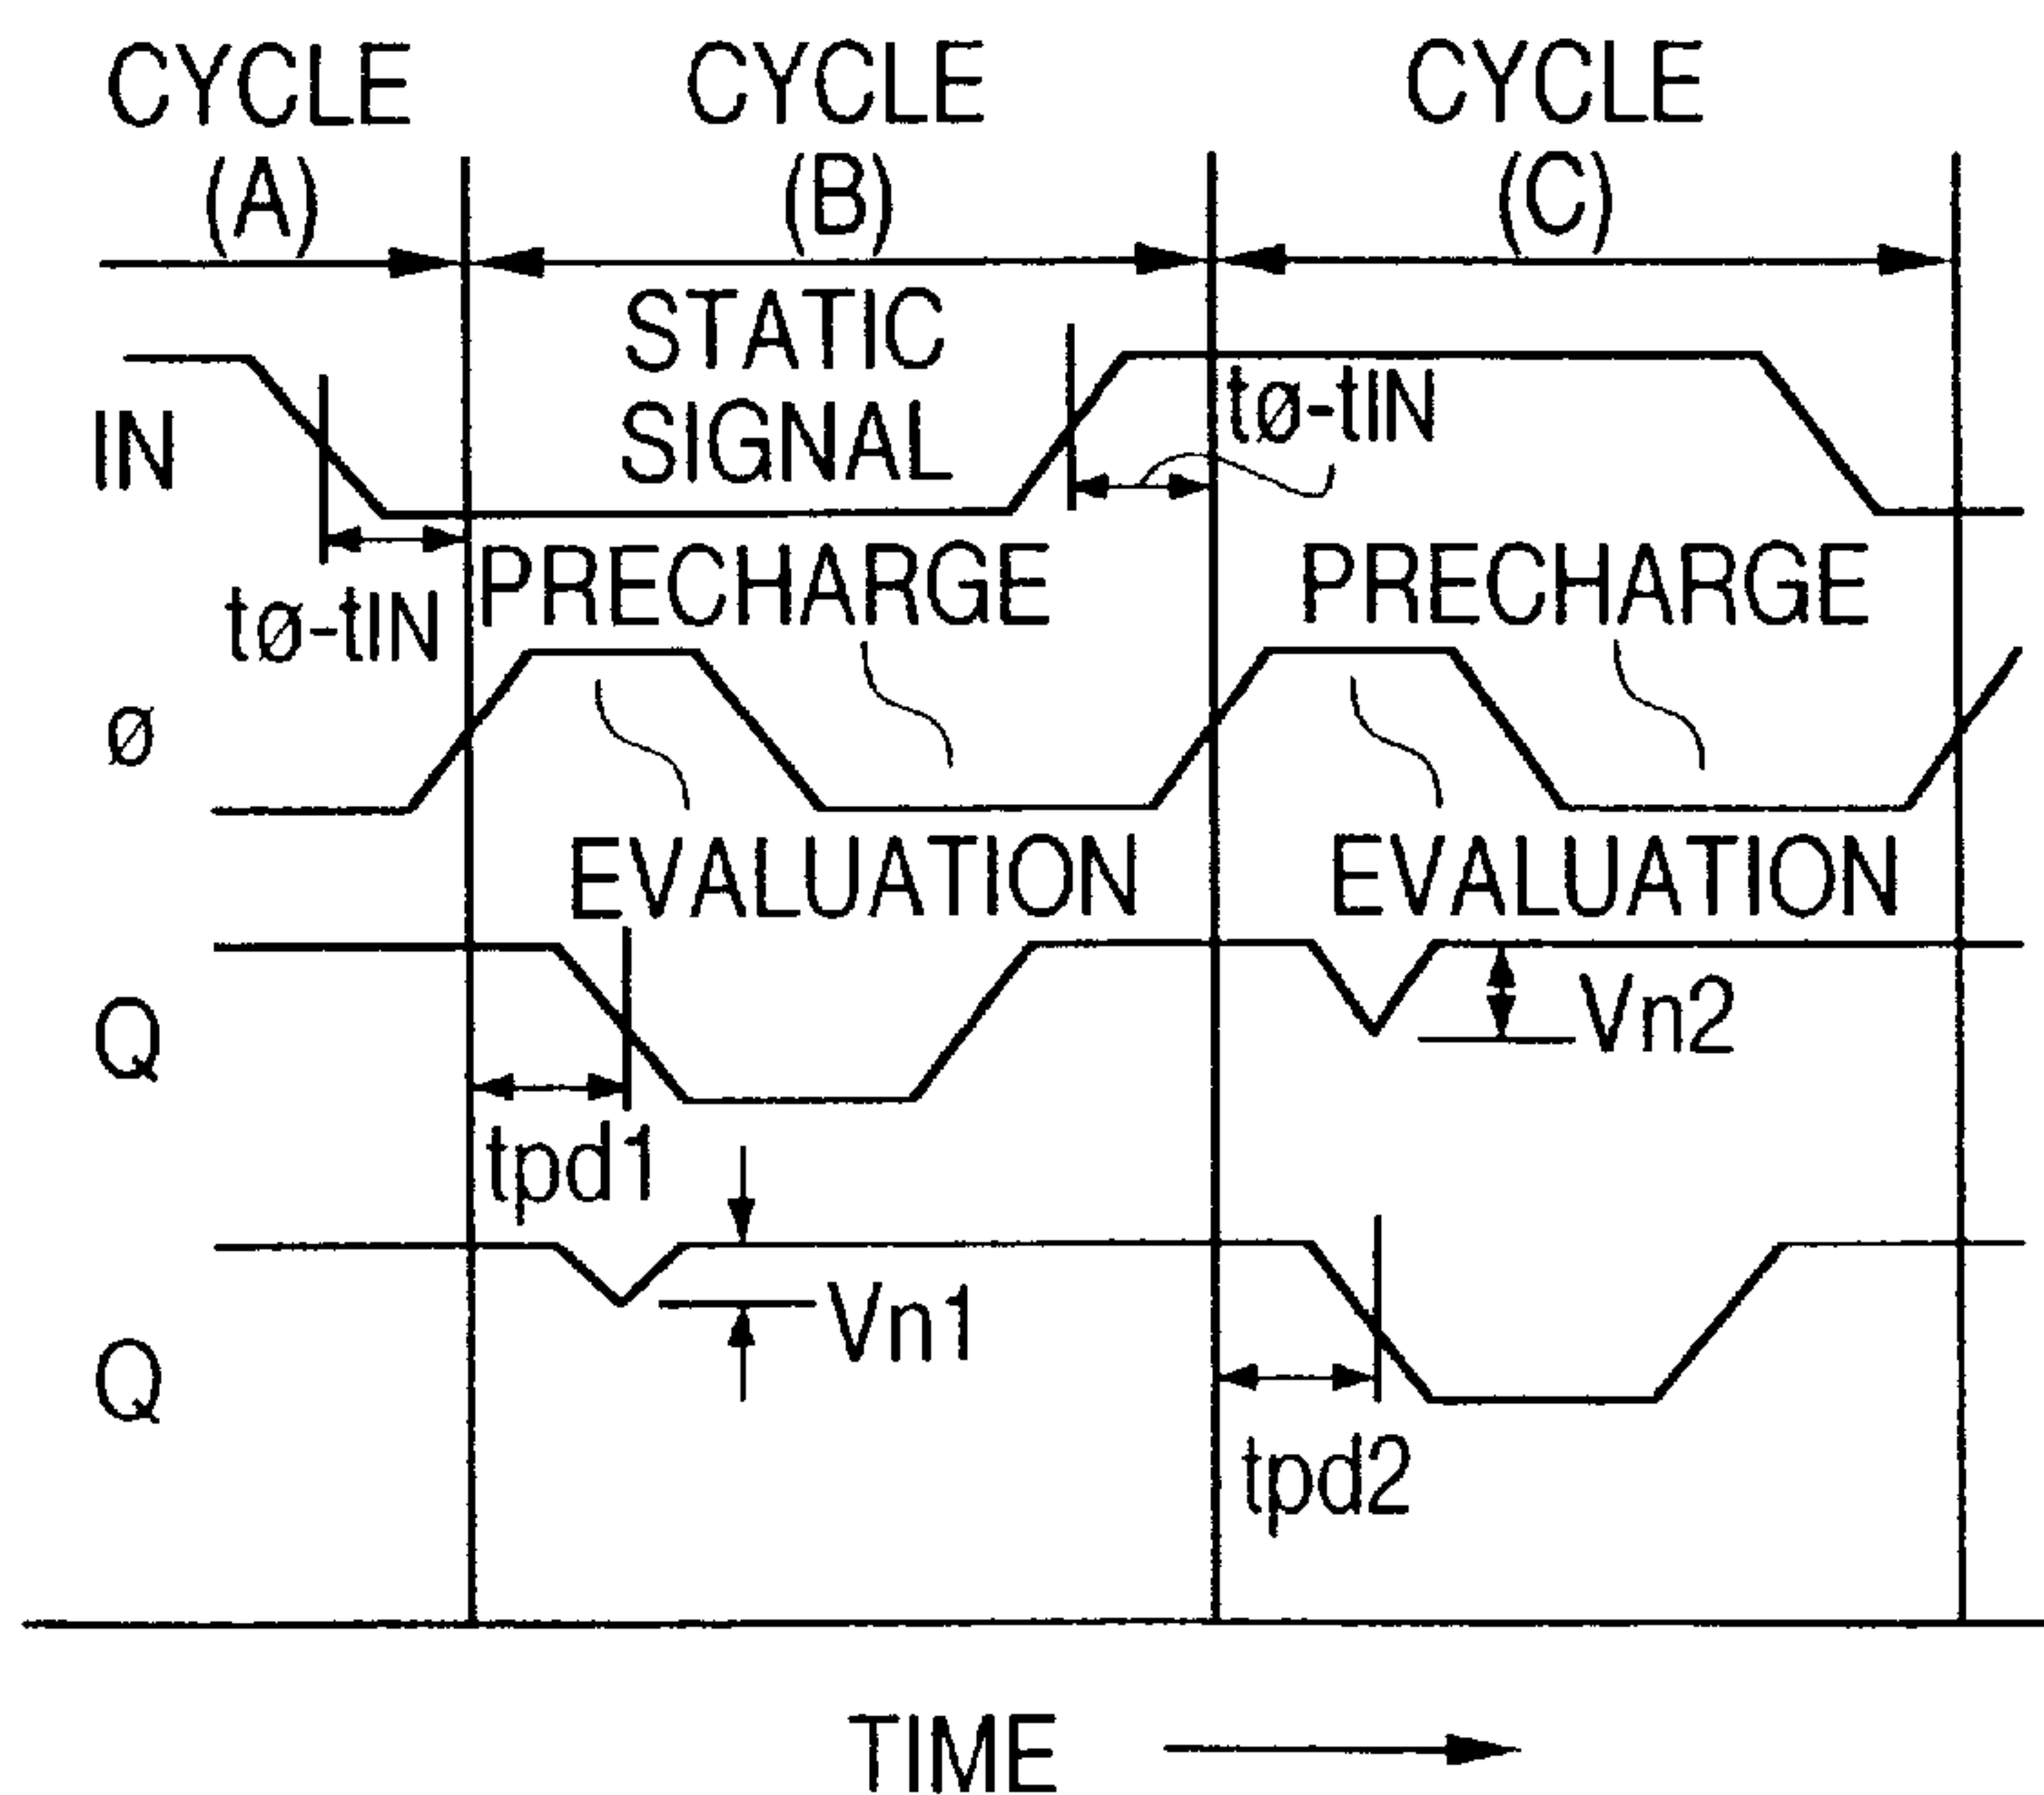 CYCLE CYCLE CYCLE
(A) (B) (C)
STATIC
SIGNAL
IN
tø-tIN
tø-tIN
PRECHARGE PRECHARGE
ø
EVALUATION EVALUATION
Q
Vn2
tpd1
Q
Vn1
tpd2
TIME